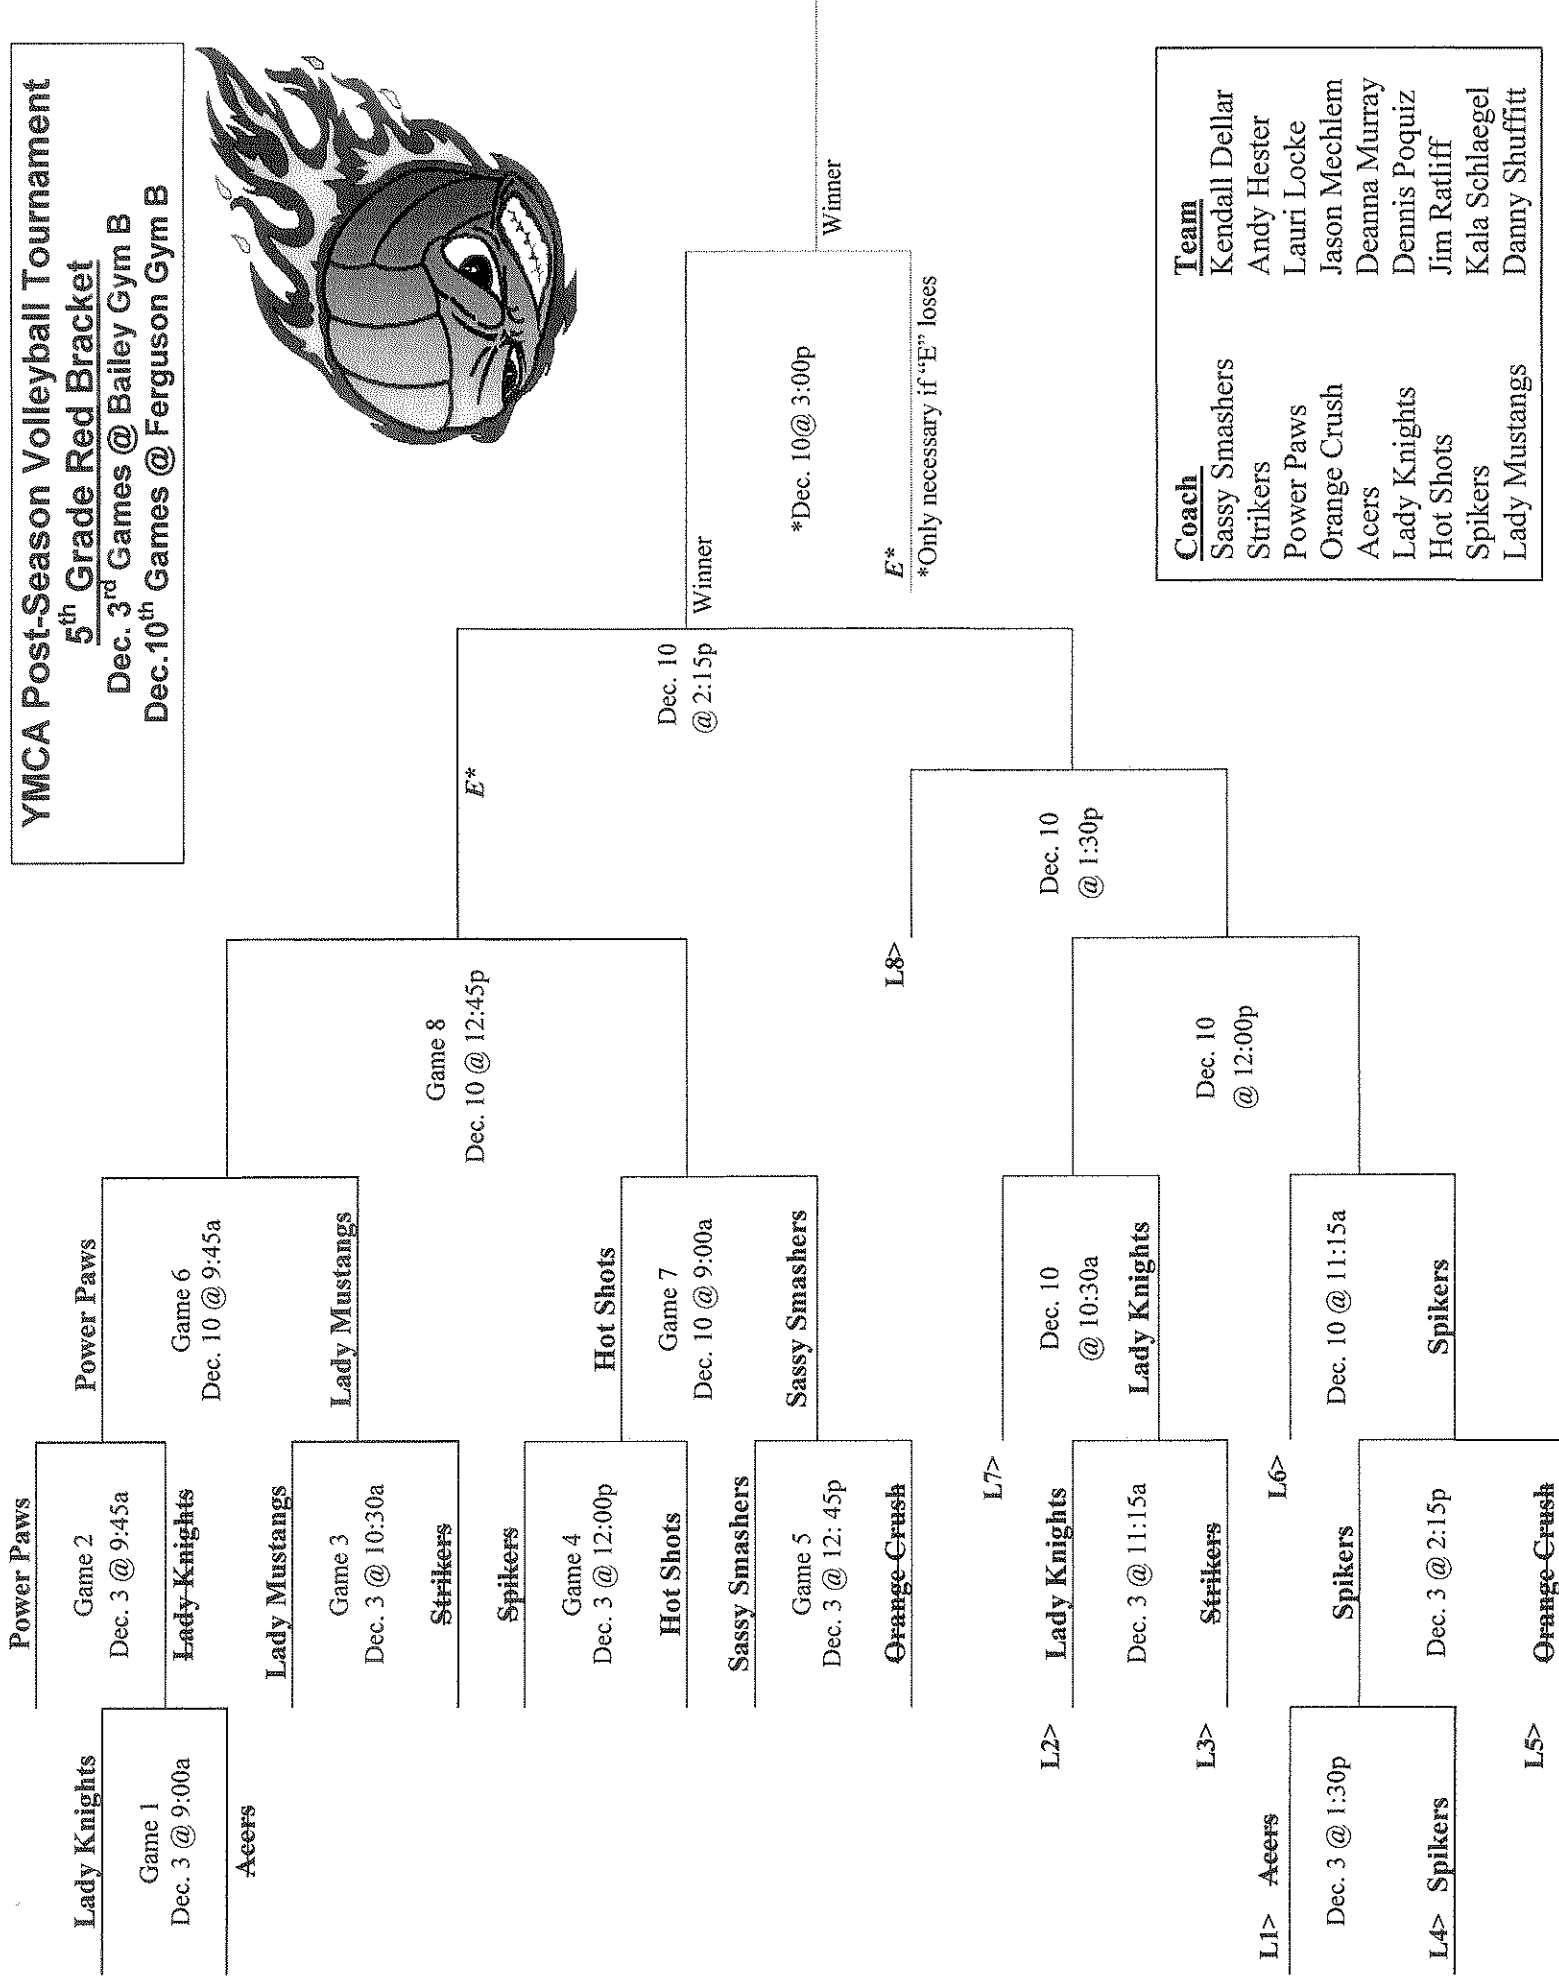 YMCA Post-Season Volleyball Tournament
5th Grade Red Bracket
Dec. 3rd Games @ Bailey Gym B
Dec.10th Games @ Ferguson Gym B
Power Paws
Game 2
Dec. 3 @ 9:45a
Lady Knights
Lady Knights
Game 1
Dec. 3 @ 9:00a
Acers
Power Paws
Game 6
Dec. 10 @ 9:45a
Lady Mustangs
Lady Mustangs
Game 3
Dec. 3 @ 10:30a
Strikers
Game 8
Dec. 10 @ 12:45p
E*
Spikers
Game 4
Dec. 3 @ 12:00p
Hot Shots
Hot Shots
Game 7
Dec. 10 @ 9:00a
Sassy Smashers
Sassy Smashers
Game 5
Dec. 3 @ 12: 45p
Orange Crush
Dec. 10
@ 2:15p
Winner
*Dec. 10@ 3:00p
Winner
E*
*Only necessary if “E” loses
L8>
L7>
Dec. 10
@ 10:30a
Lady Knights
L2>
Lady Knights
Dec. 3 @ 11:15a
L3>
Strikers
Dec. 10
@ 1:30p
Dec. 10
@ 12:00p
L6>
Dec. 10 @ 11:15a
Spikers
L1> Acers
Dec. 3 @ 1:30p
L4> Spikers
Spikers
Dec. 3 @ 2:15p
L5>
Orange Crush
Coach Team
Sassy Smashers Kendall Dellar
Strikers Andy Hester
Power Paws Lauri Locke
Orange Crush Jason Mechlem
Acers Deanna Murray
Lady Knights Dennis Poquiz
Hot Shots Jim Ratliff
Spikers Kala Schlaegel
Lady Mustangs Danny Shuffitt